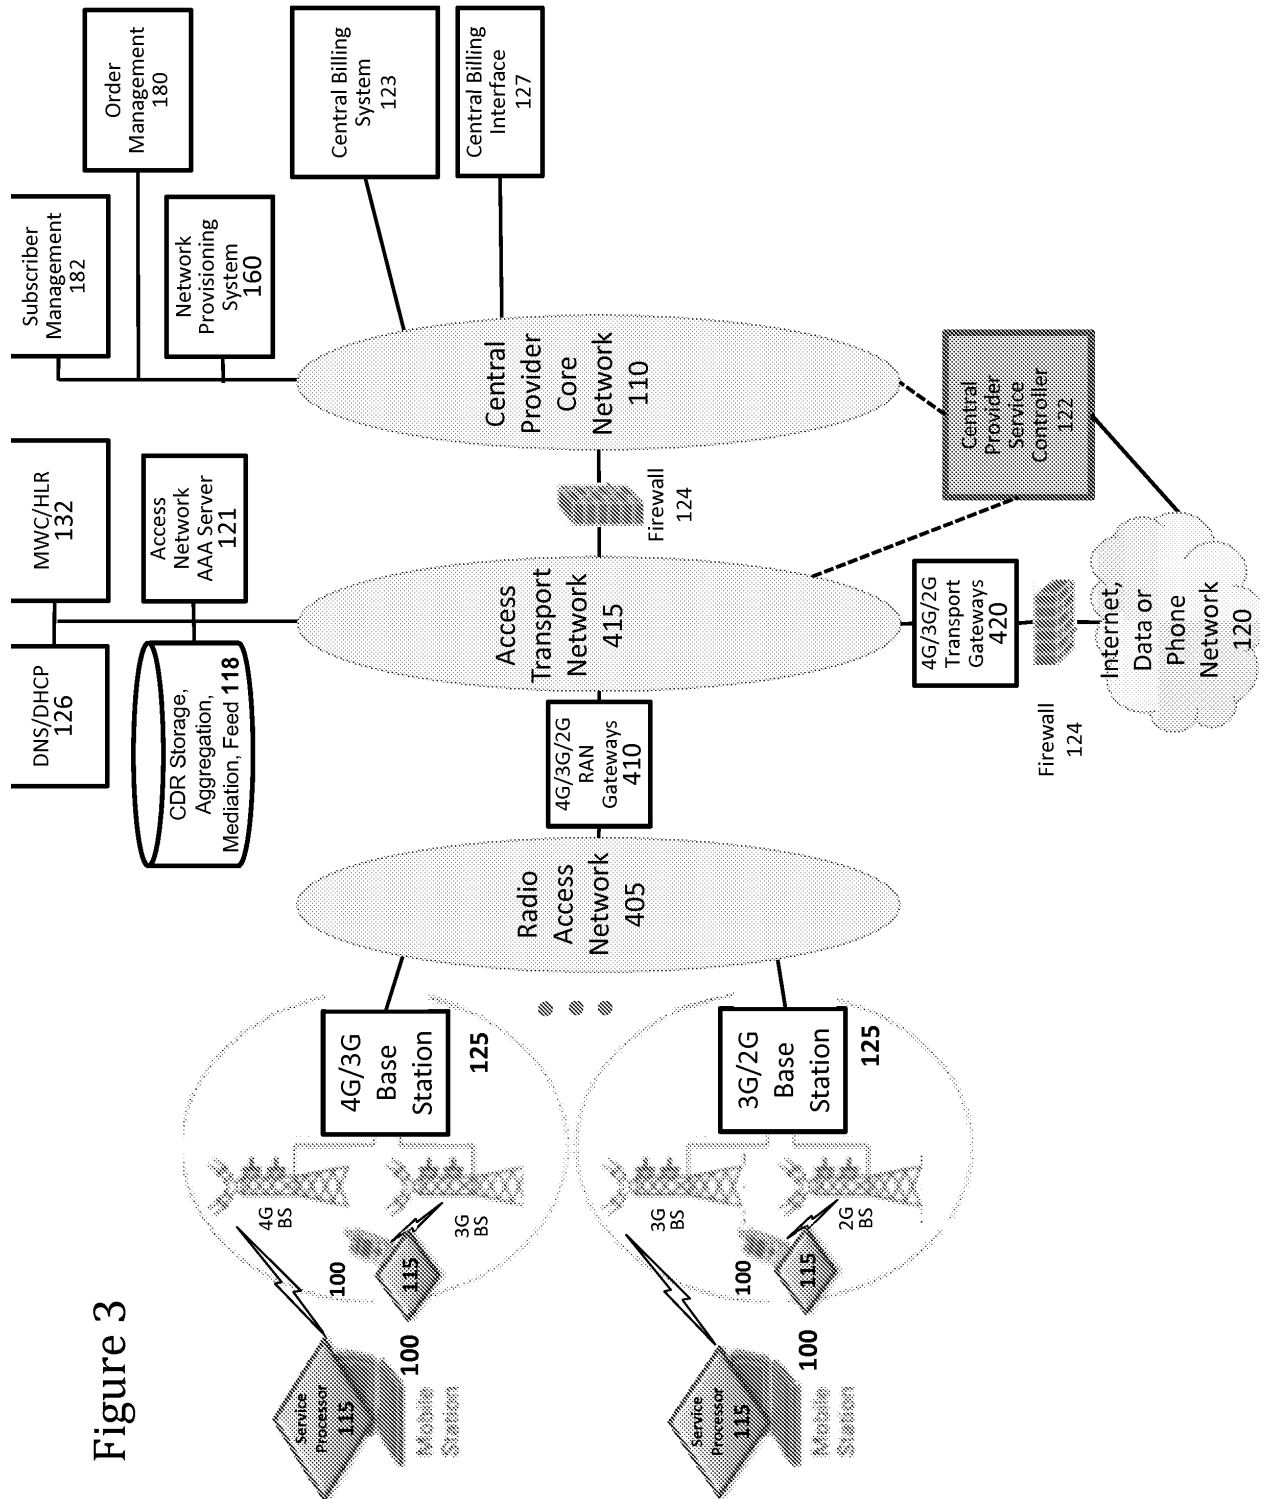 Figure 3
Subscriber
Management
182
Order
Management
180
Network
Provisioning
System
160
Central Billing
System
123
Central Billing
Interface
127
MWC/HLR
132
Access
Network
AAA Server
121
DNS/DHCP
126
CDR Storage,
Aggregation,
Mediation, Feed 118
Central
Provider
Core
Network
110
Firewall
124
Access
Transport
Network
415
Central
Provider
Service
Controller
122
4G/3G/2G
RAN
Gateways
410
4G/3G/2G
Transport
Gateways
420
Firewall
124
Internet,
Data or
Phone
Network
120
Radio
Access
Network
405
4G/3G
Base
Station
125
4G
BS
3G
BS
100
115
Service
Processor
115
100
Mobile
Station
3G/2G
Base
Station
125
3G
BS
2G
BS
100
115
Service
Processor
115
100
Mobile
Station